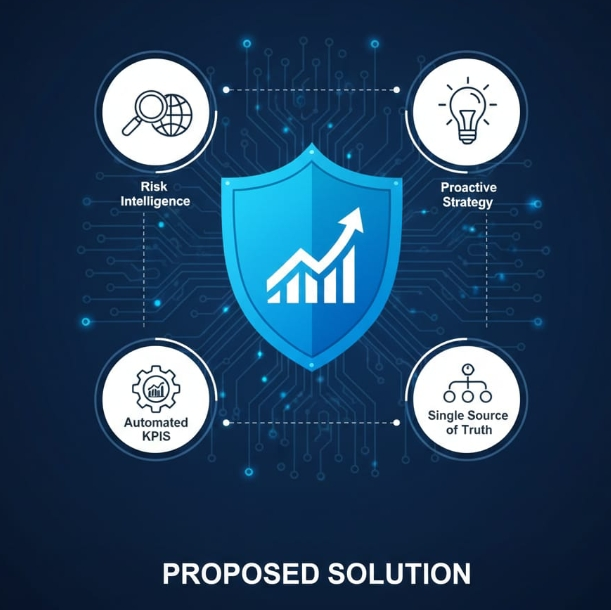 Risk
Intelligence
Proactive
Strategy
Automated
KPIS
Single Source
of Truth
PROPOSED SOLUTION